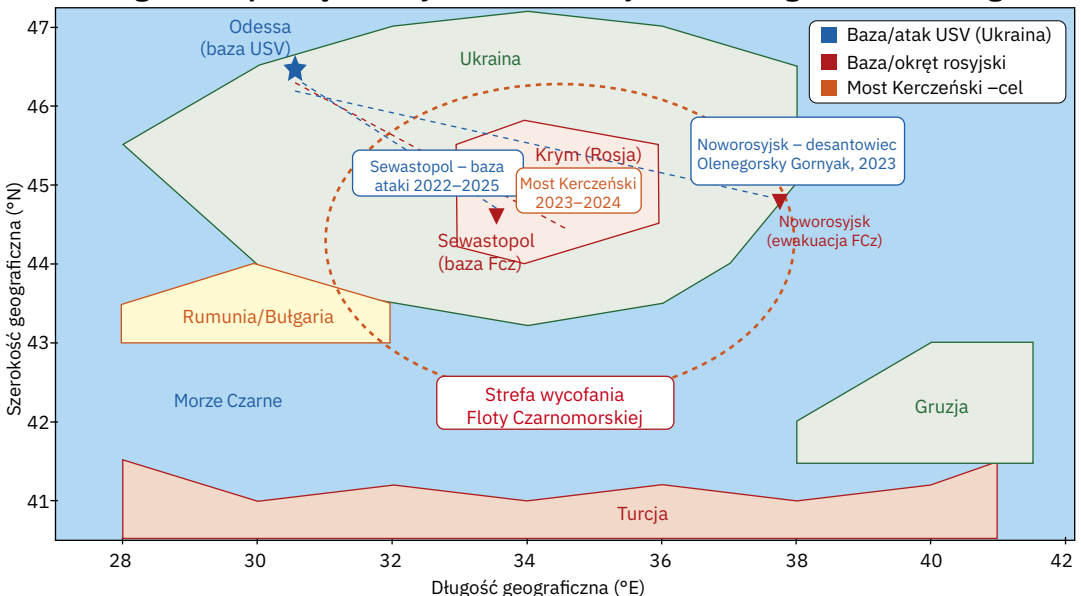 47
46
45
44
43
42
41
Szerokość geograficzna (°N)
28
30
32
34
36
38
40
42
Długość geograficzna (°E)
Odessa
(baza USV)
Ukraina
Baza/atak USV (Ukraina)
Baza/okręt rosyjski
Most Kerczeński –cel
Noworosyjsk – desantowiec
Olenegorsky Gornyak, 2023
Krym (Rosja)
Sewastopol – baza
ataki 2022–2025
Most Kerczeński
2023–2024
Noworosyjsk
(ewakuacja FCz)
Sewastopol
(baza Fcz)
Rumunia/Bułgaria
Strefa wycofania
Floty Czarnomorskiej
Morze Czarne
Gruzja
Turcja